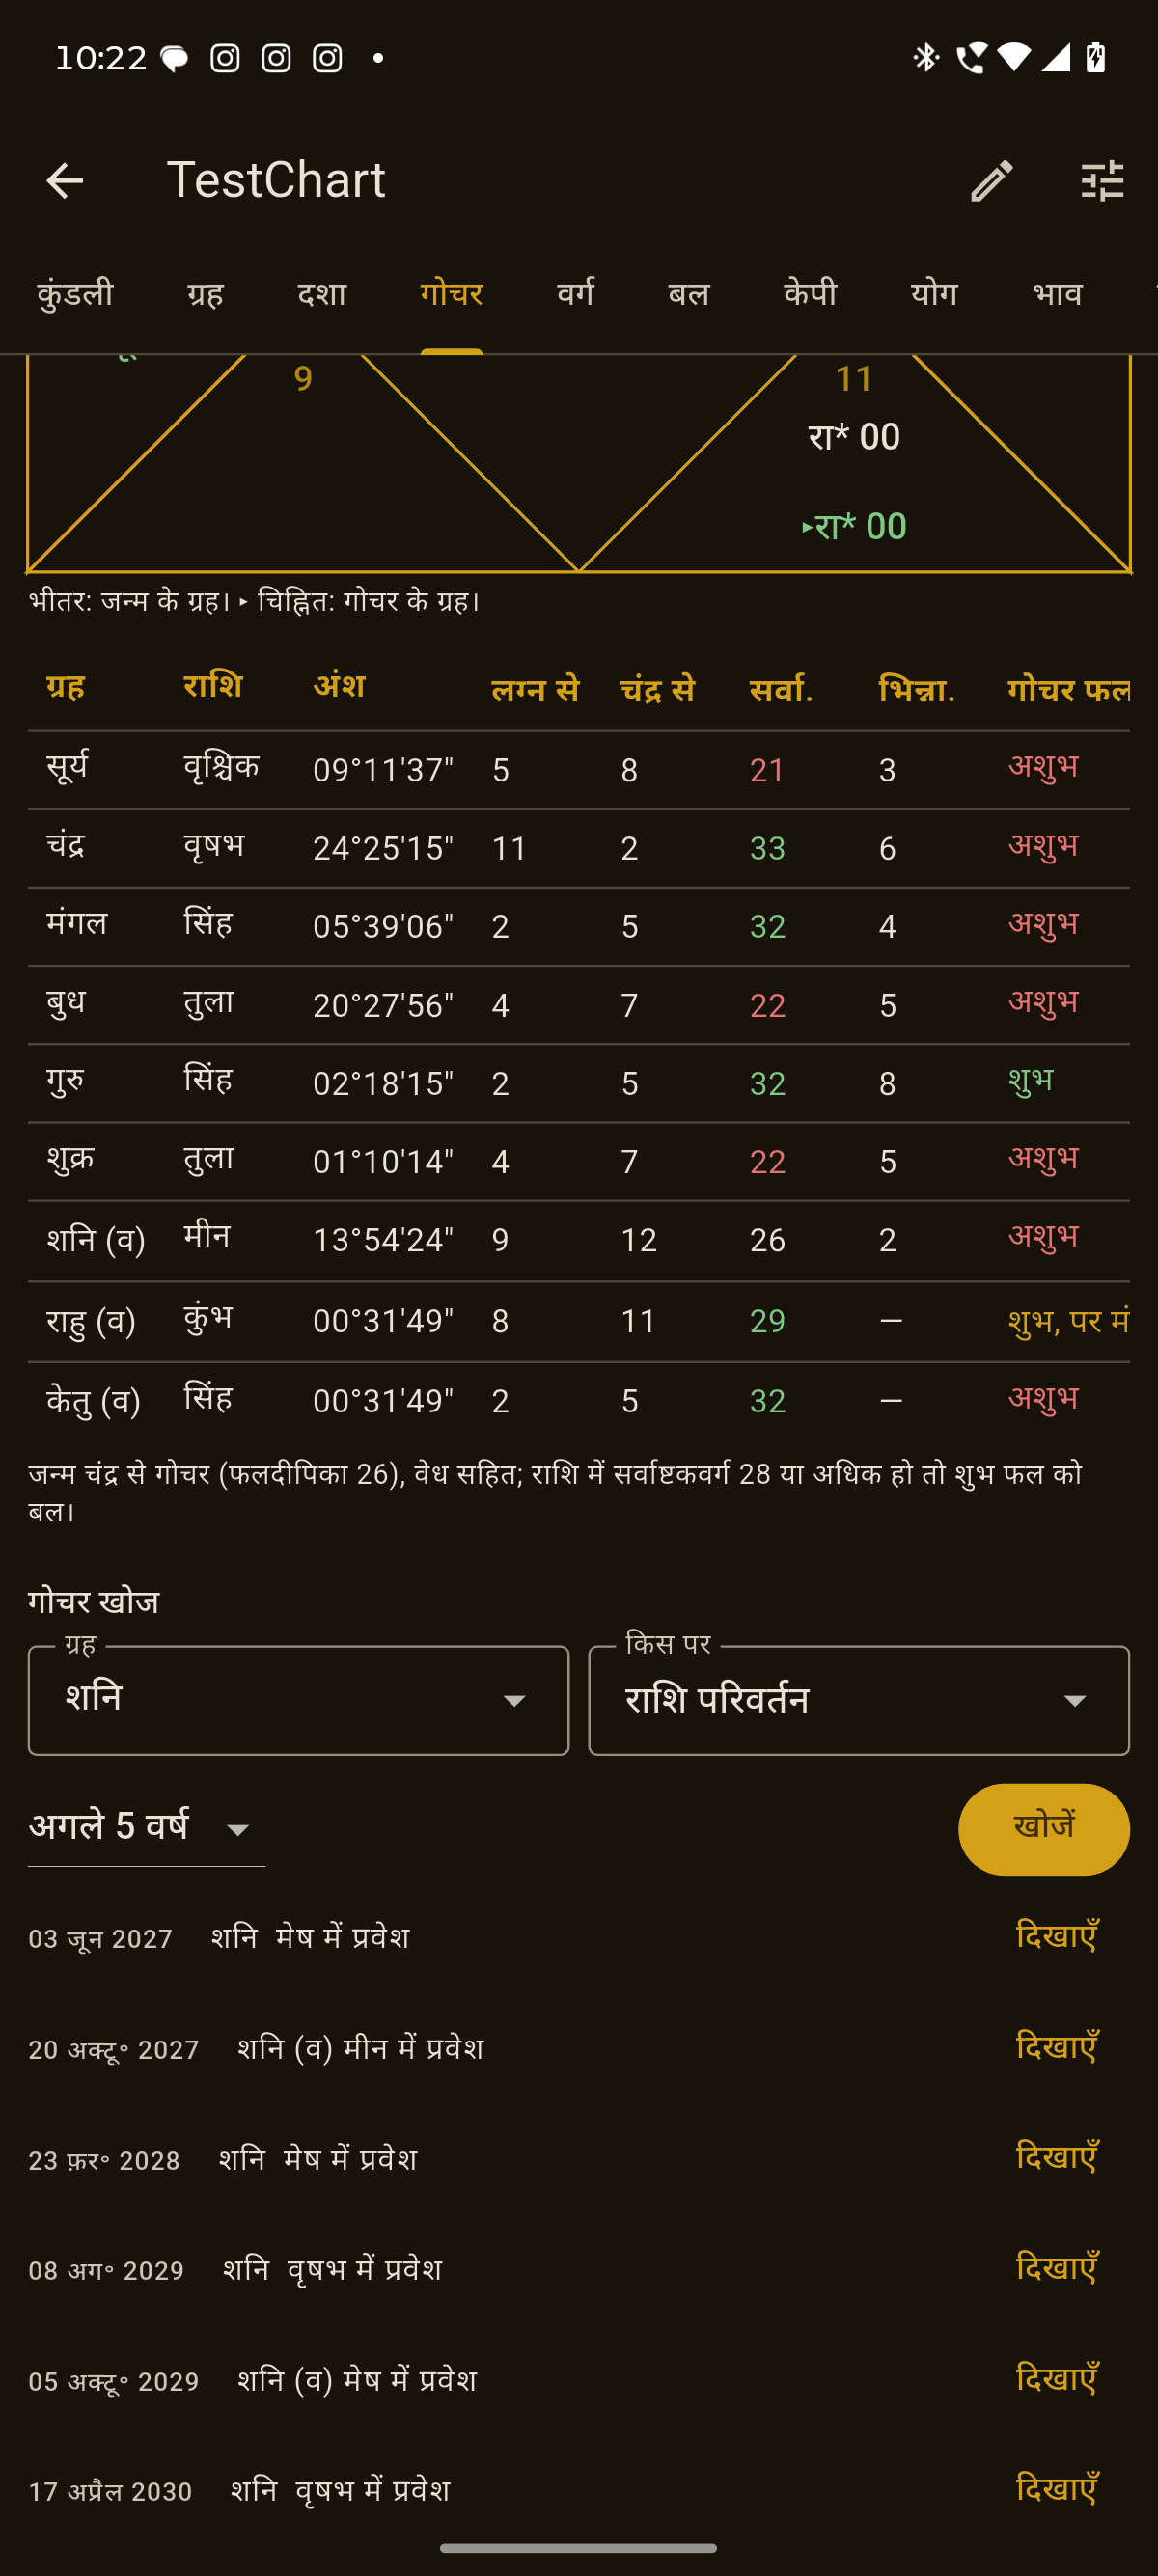 10:22
TestChart
कुंडली ग्रह दशा गोचर वर्ग बल केपी योग भाव
9 11
रा* 00
▸रा* 00
भीतर: जन्म के ग्रह। ▸ चिह्नित: गोचर के ग्रह।
ग्रह राशि अंश लग्न से चंद्र से सर्वा. भिन्ना. गोचर फल
सूर्य वृश्चिक 09°11'37" 5 8 21 3 अशुभ
चंद्र वृषभ 24°25'15" 11 2 33 6 अशुभ
मंगल सिंह 05°39'06" 2 5 32 4 अशुभ
बुध तुला 20°27'56" 4 7 22 5 अशुभ
गुरु सिंह 02°18'15" 2 5 32 8 शुभ
शुक्र तुला 01°10'14" 4 7 22 5 अशुभ
शनि (व) मीन 13°54'24" 9 12 26 2 अशुभ
राहु (व) कुंभ 00°31'49" 8 11 29 — शुभ, पर मं
केतु (व) सिंह 00°31'49" 2 5 32 — अशुभ
जन्म चंद्र से गोचर (फलदीपिका 26), वेध सहित; राशि में सर्वाष्टकवर्ग 28 या अधिक हो तो शुभ फल को
बल।
गोचर खोज
ग्रह किस पर
शनि राशि परिवर्तन
अगले 5 वर्ष खोजें
03 जून 2027 शनि मेष में प्रवेश दिखाएँ
20 अक्टू॰ 2027 शनि (व) मीन में प्रवेश दिखाएँ
23 फ़र॰ 2028 शनि मेष में प्रवेश दिखाएँ
08 अग॰ 2029 शनि वृषभ में प्रवेश दिखाएँ
05 अक्टू॰ 2029 शनि (व) मेष में प्रवेश दिखाएँ
17 अप्रैल 2030 शनि वृषभ में प्रवेश दिखाएँ